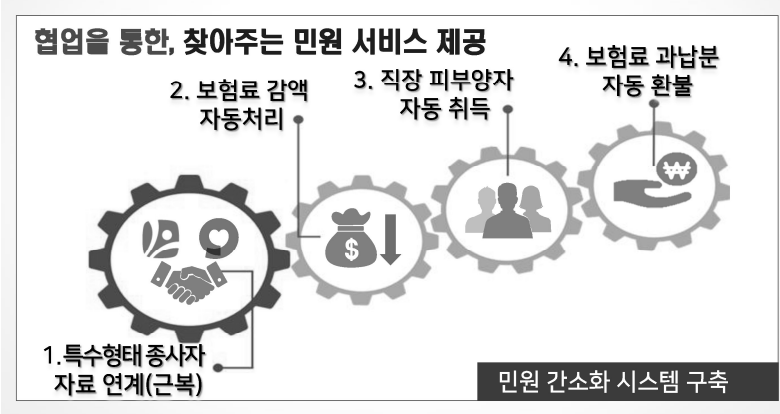 협업을 통한, 찾아주는 민원 서비스 제공
1.특수형태 종사자
자료 연계(근복)
2. 보험료 감액
자동처리
3. 직장 피부양자
자동 취득
4. 보험료 과납분
자동 환불
$
₩
민원 간소화 시스템 구축